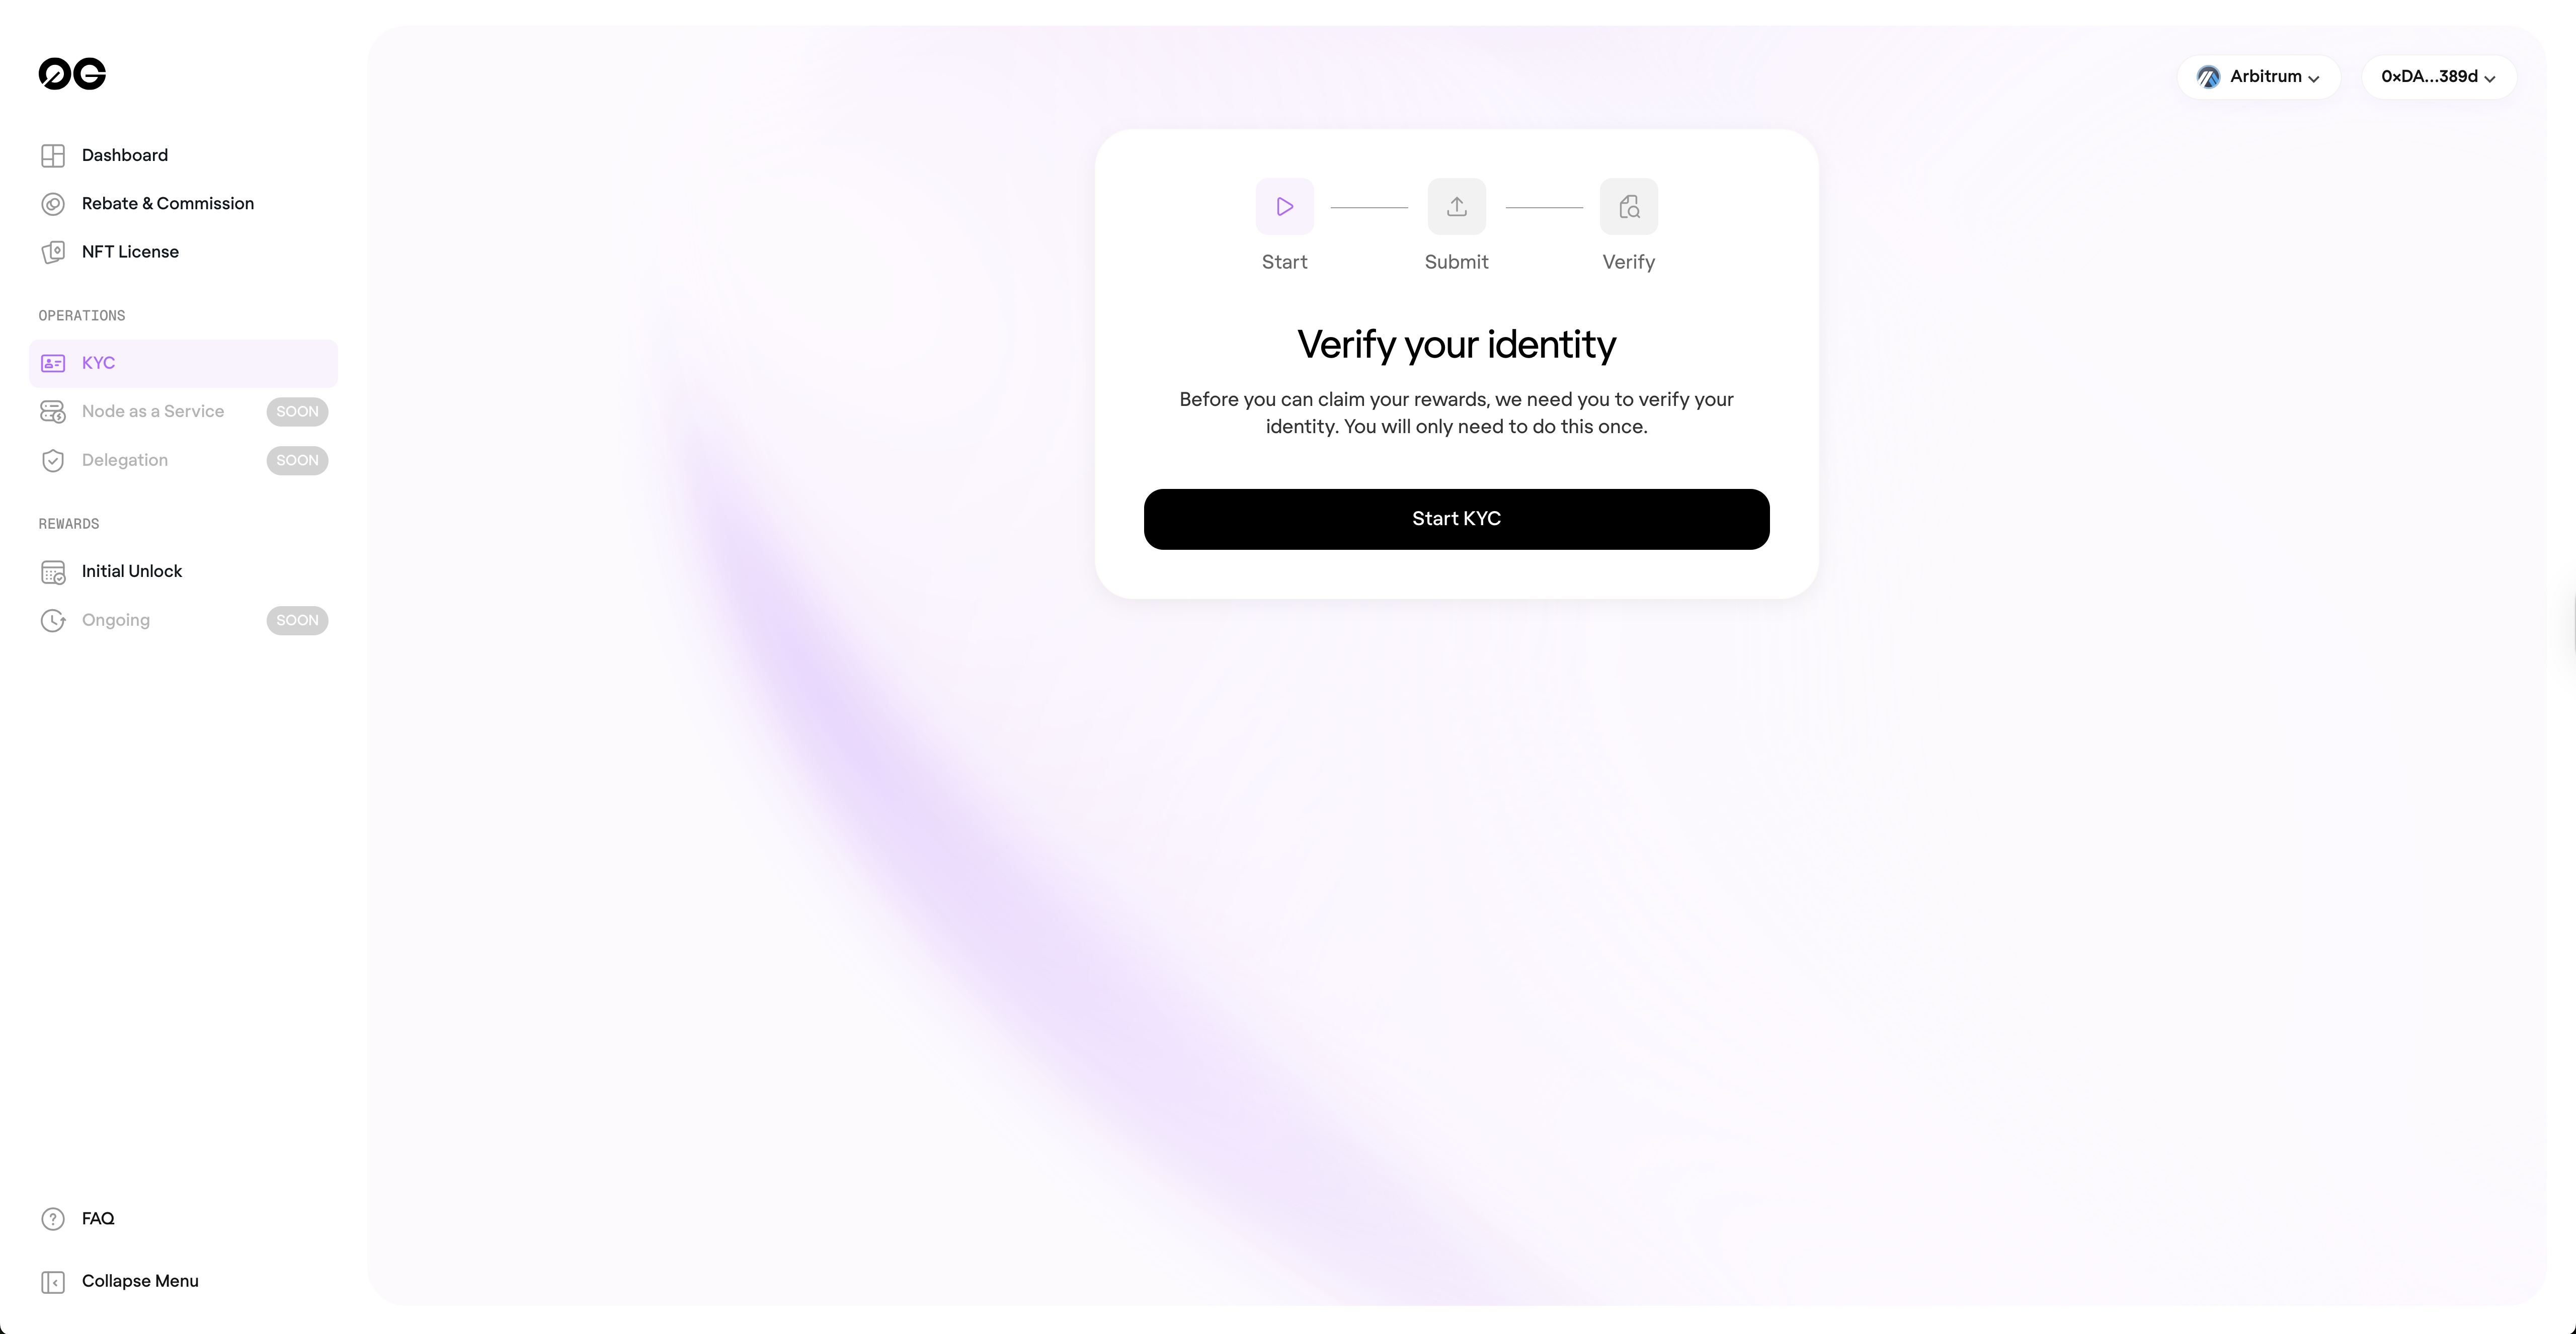 0G
Dashboard
Rebate & Commission
NFT License
OPERATIONS
KYC
Node as a Service SOON
Delegation SOON
REWARDS
Initial Unlock
Ongoing SOON
FAQ
Collapse Menu
Arbitrum
0xDA...389d
Start
Submit
Verify
Verify your identity
Before you can claim your rewards, we need you to verify your
identity. You will only need to do this once.
Start KYC